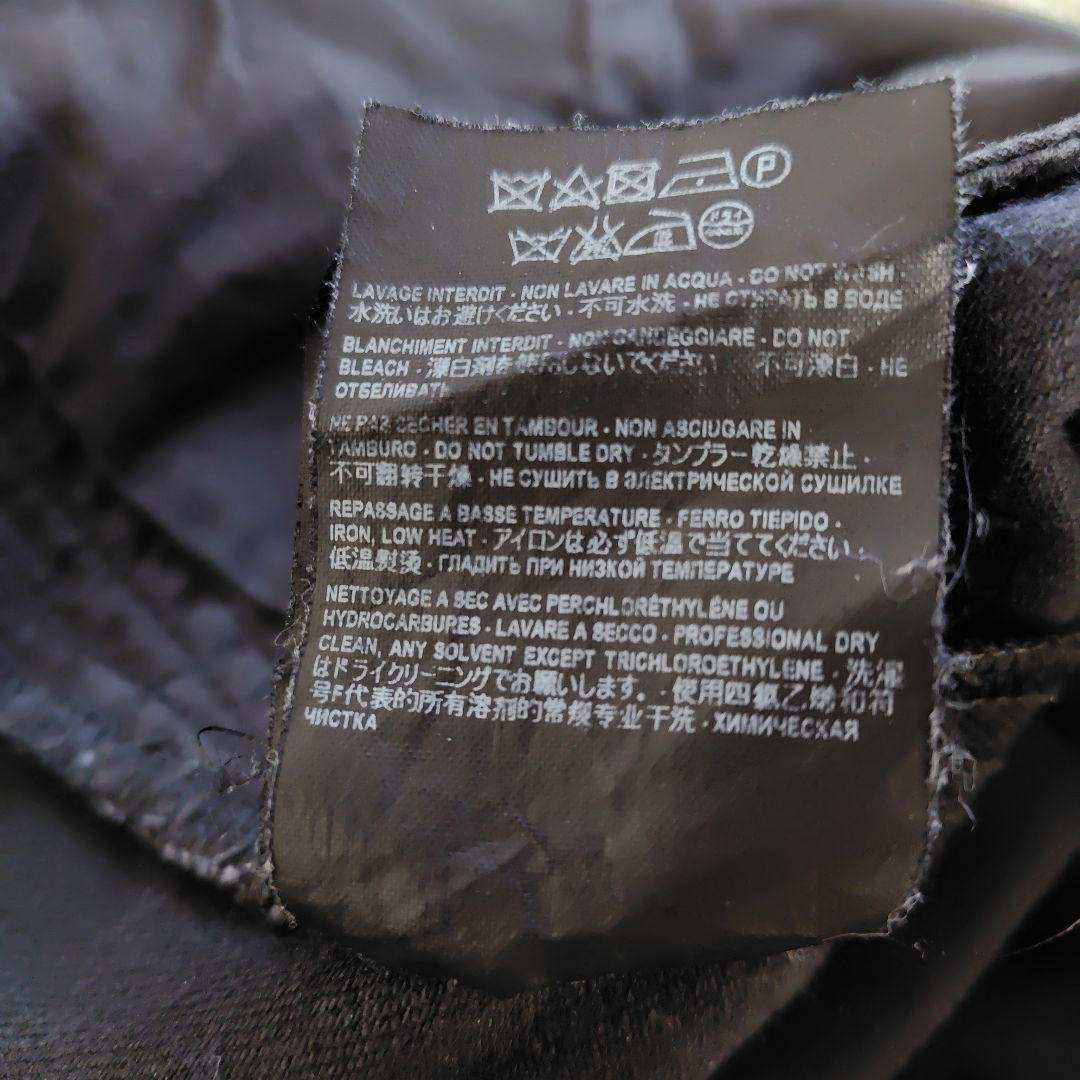 P
ドライ
LAVAGE INTERDIT - NON LAVARE IN ACQUA - DO NOT WASH -
水洗いはお避けください - 不可水洗 - НЕ СТИРАТЬ В ВОДЕ
BLANCHIMENT INTERDIT - NON CANDEGGIARE - DO NOT
BLEACH - 漂白剤を使用しないでください 不可漂白 - НЕ
ОТБЕЛИВАТЬ
NE PAS SECHER EN TAMBOUR - NON ASCIUGARE IN
TAMBURO - DO NOT TUMBLE DRY - タンブラー乾燥禁止 -
不可翻转干燥 - НЕ СУШИТЬ В ЭЛЕКТРИЧЕСКОЙ СУШИЛКЕ
REPASSAGE A BASSE TEMPERATURE - FERRO TIEPIDO -
IRON, LOW HEAT - アイロンは必ず低温で当ててください -
低温熨烫 - ГЛАДИТЬ ПРИ НИЗКОЙ ТЕМПЕРАТУРЕ
NETTOYAGE A SEC AVEC PERCHLORÉTHYLÉNE OU
HYDROCARBURES - LAVARE A SECCO - PROFESSIONAL DRY
CLEAN, ANY SOLVENT EXCEPT TRICHLOROETHYLENE - 洗濯
はドライクリーニングでお願いします。 - 使用四氯乙烯和符
号F代表的所有溶剂的常规专业干洗 - ХИМИЧЕСКАЯ
ЧИСТКА